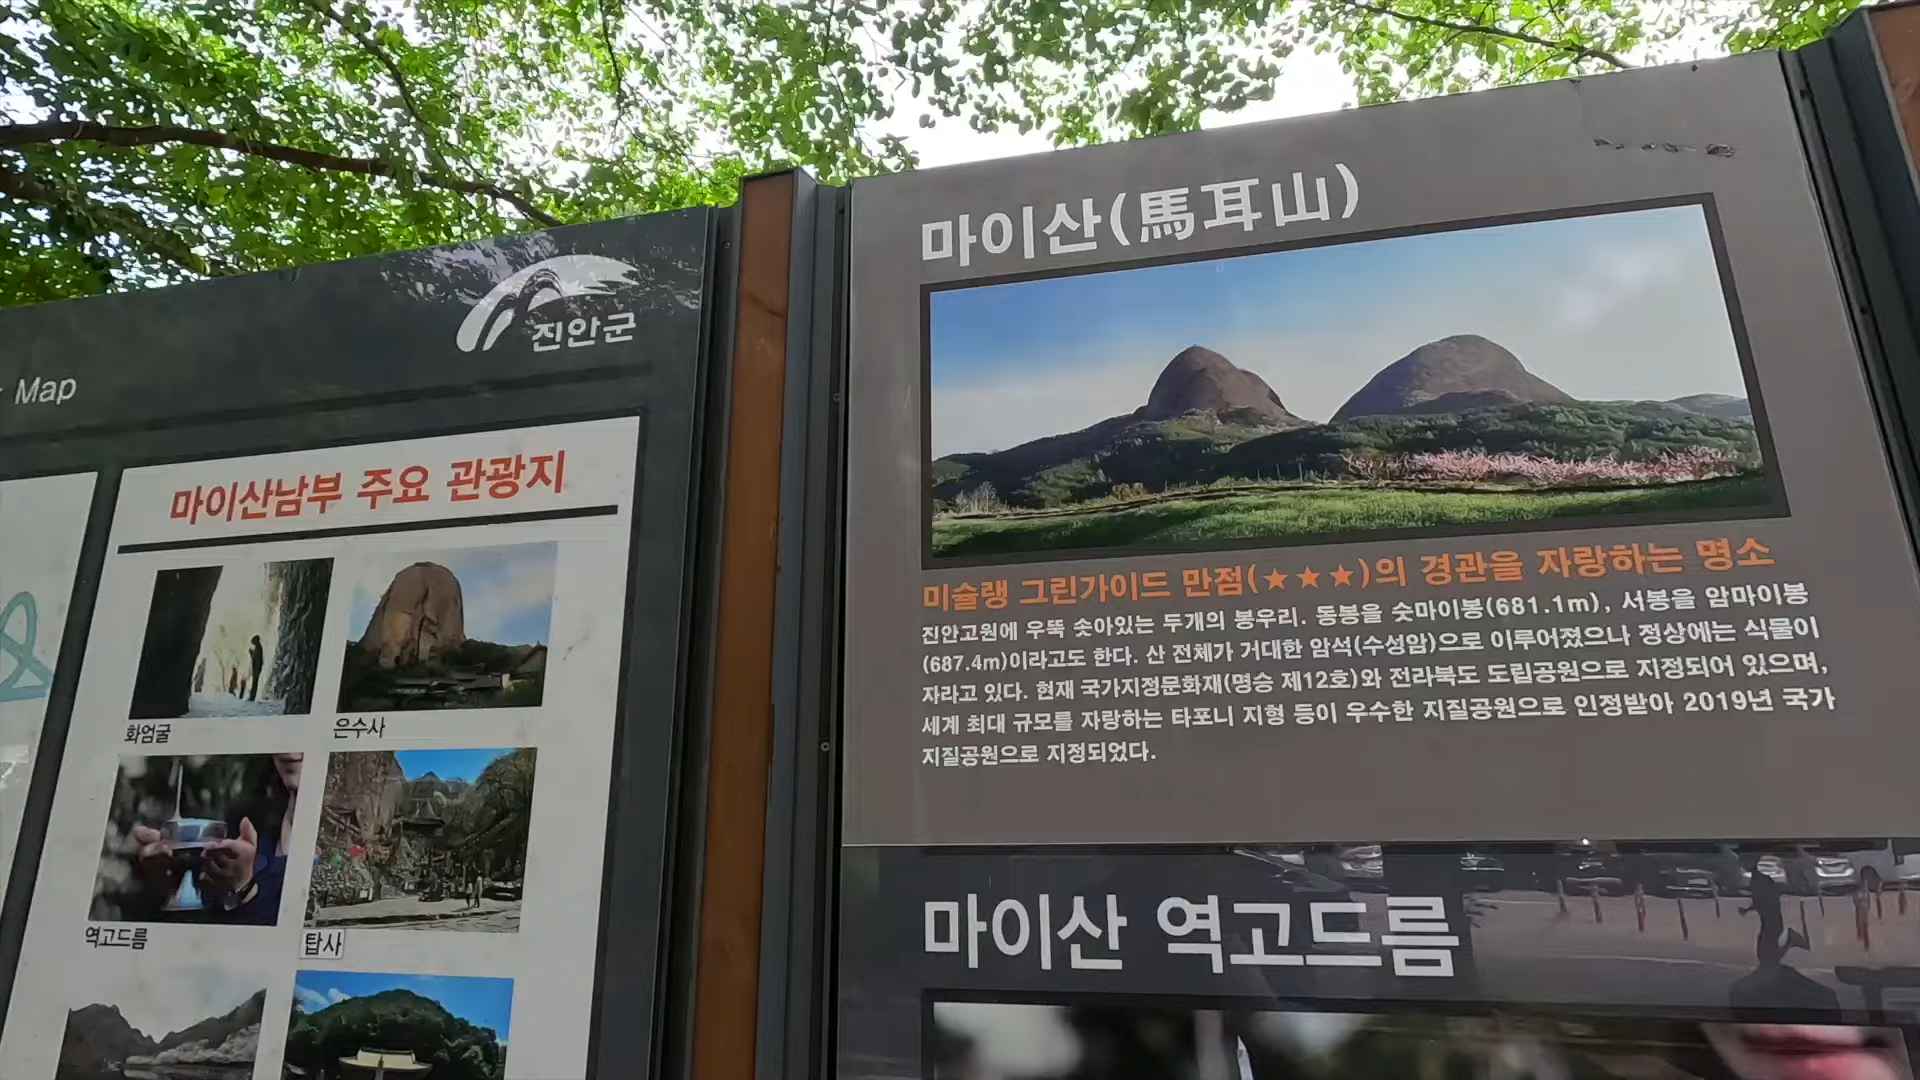 진안군
Map
마이산남부 주요 관광지
화엄굴
은수사
역고드름
탑사
마이산(馬耳山)
미슐랭 그린가이드 만점(★★★)의 경관을 자랑하는 명소
진안고원에 우뚝 솟아있는 두개의 봉우리. 동봉을 숫마이봉(681.1m), 서봉을 암마이봉
(687.4m)이라고도 한다. 산 전체가 거대한 암석(수성암)으로 이루어졌으나 정상에는 식물이
자라고 있다. 현재 국가지정문화재(명승 제12호)와 전라북도 도립공원으로 지정되어 있으며,
세계 최대 규모를 자랑하는 타포니 지형 등이 우수한 지질공원으로 인정받아 2019년 국가
지질공원으로 지정되었다.
마이산 역고드름